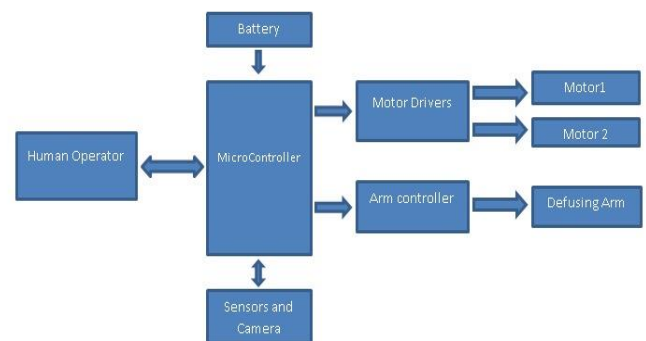 Battery
Motor Drivers
Motor1
Motor 2
Human Operator
MicroController
Arm controller
Defusing Arm
Sensors and
Camera